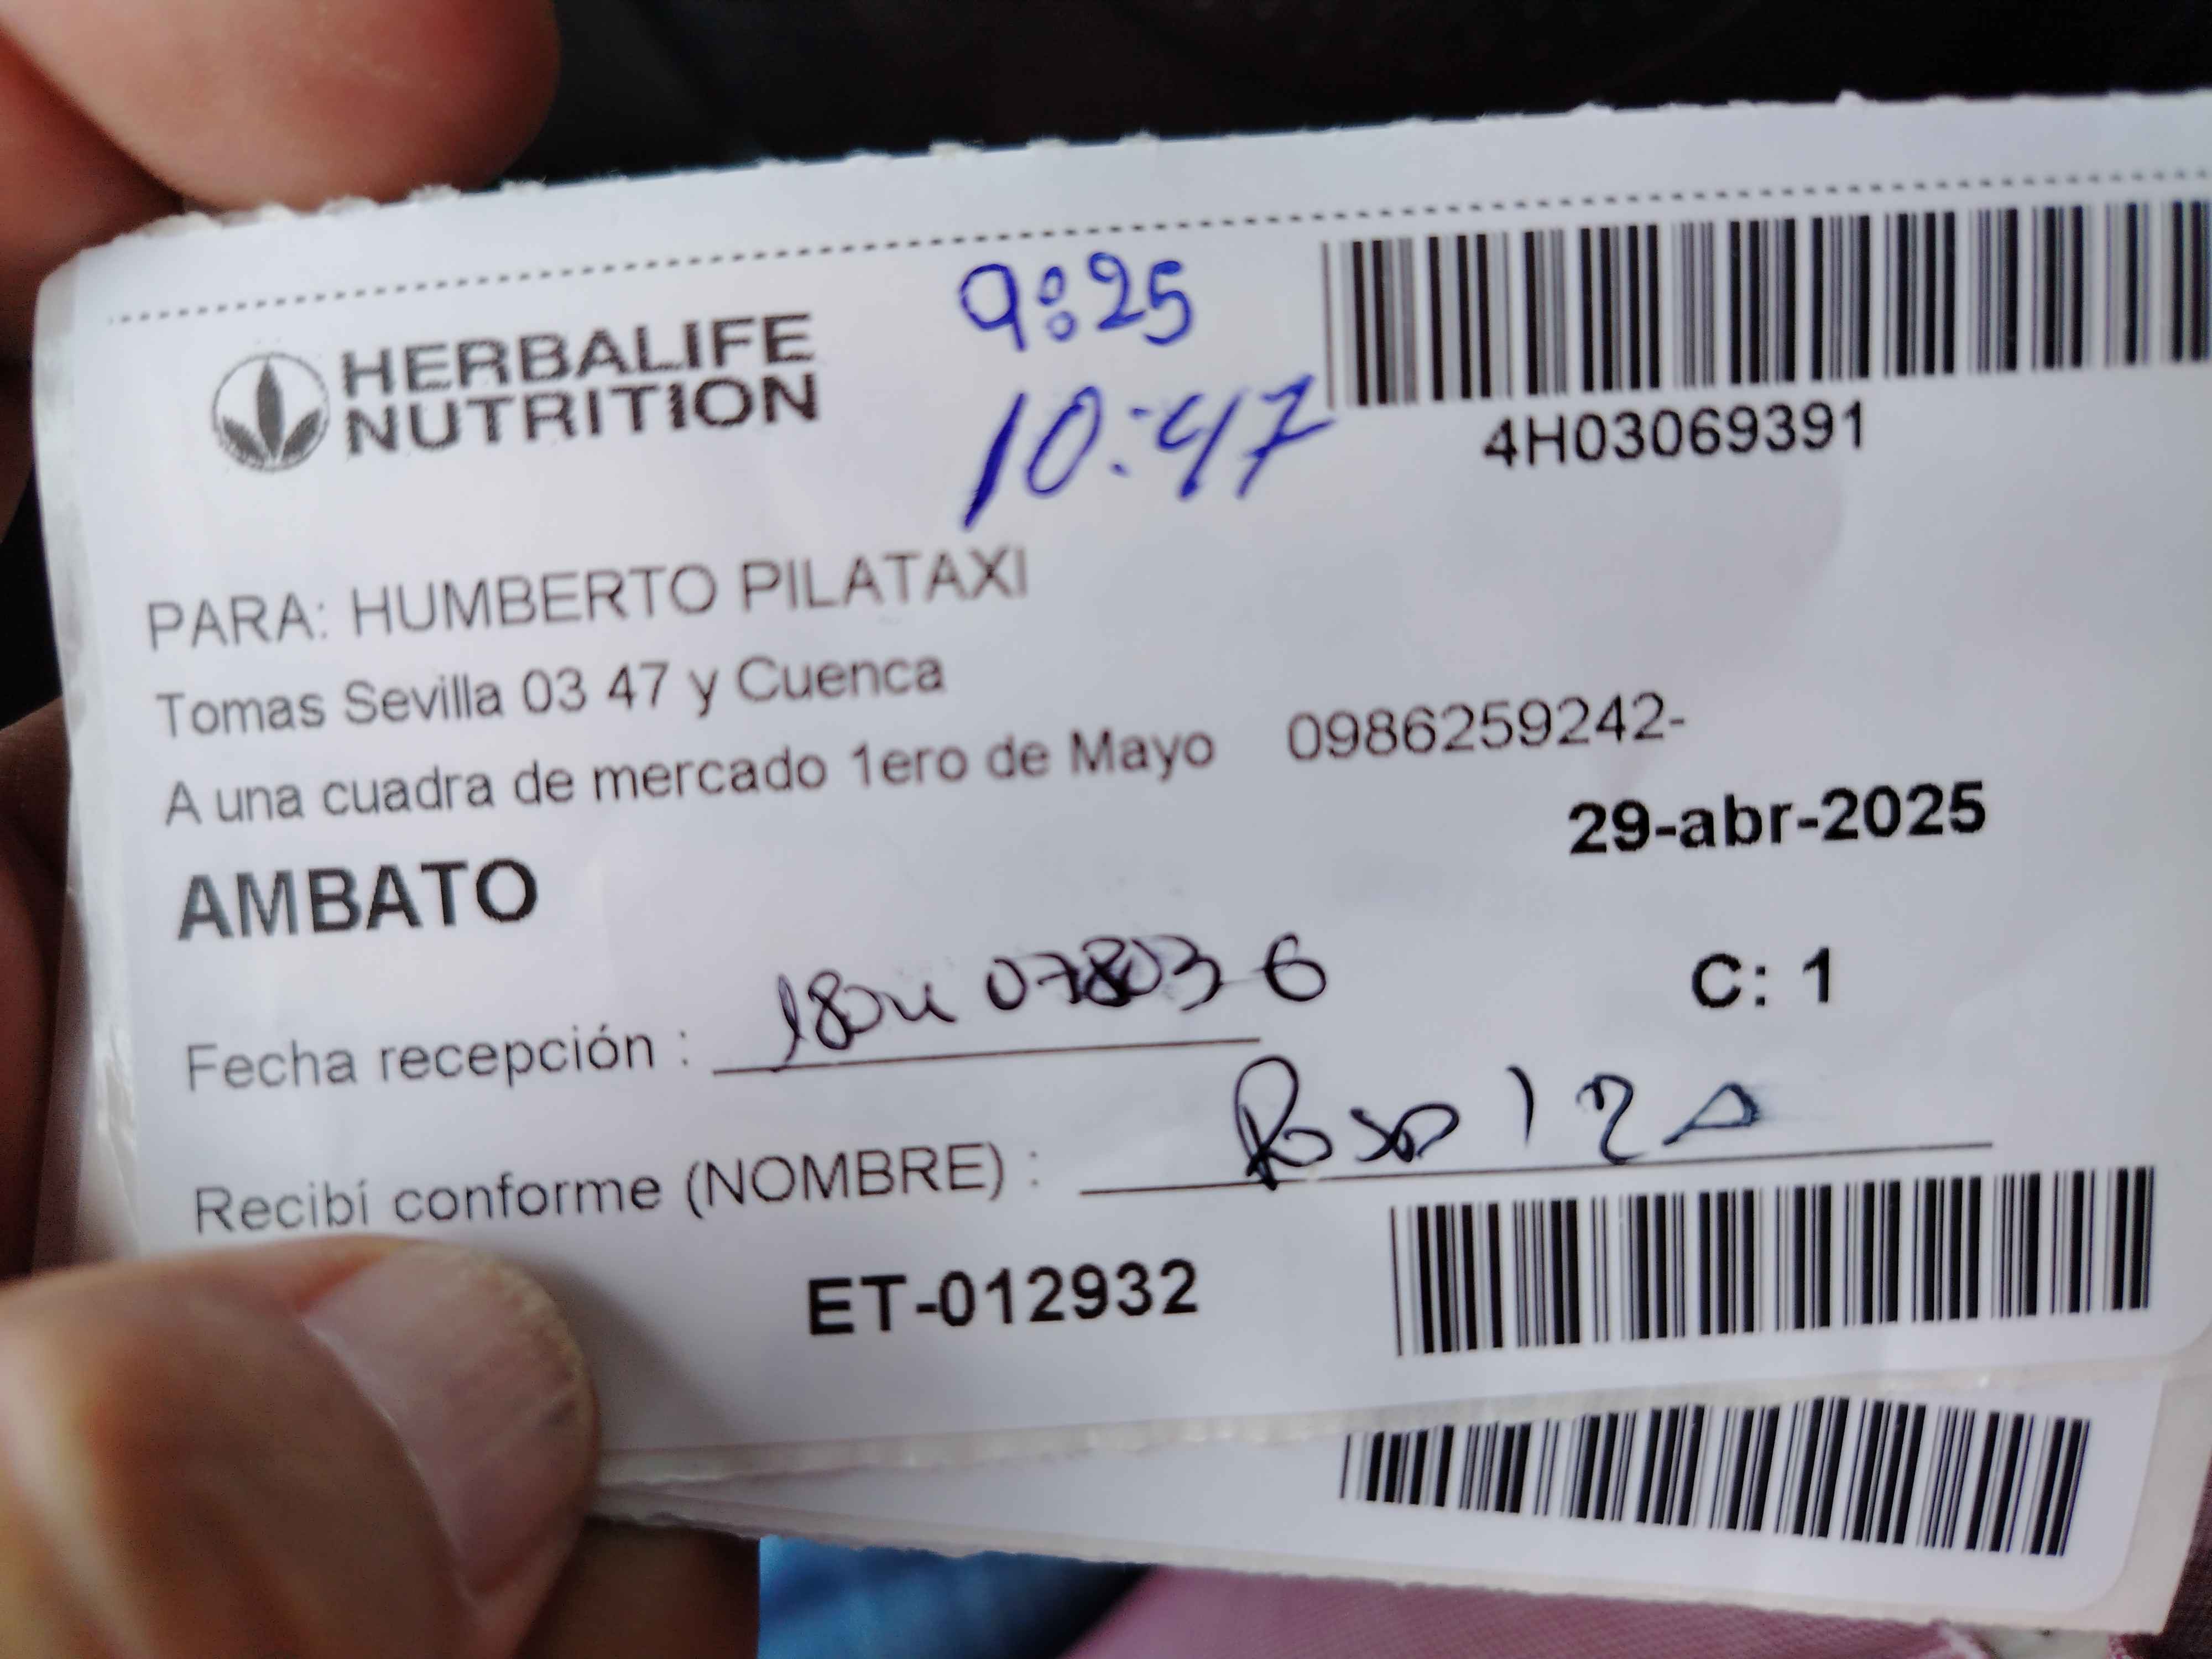 HERBALIFE
NUTRITION
9:25
10:47
4H03069391
PARA: HUMBERTO PILATAXI
Tomas Sevilla 03 47 y Cuenca
A una cuadra de mercado 1ero de Mayo 0986259242-
29-abr-2025
AMBATO
C: 1
Fecha recepción :
Recibí conforme (NOMBRE) : Rosa
ET-012932